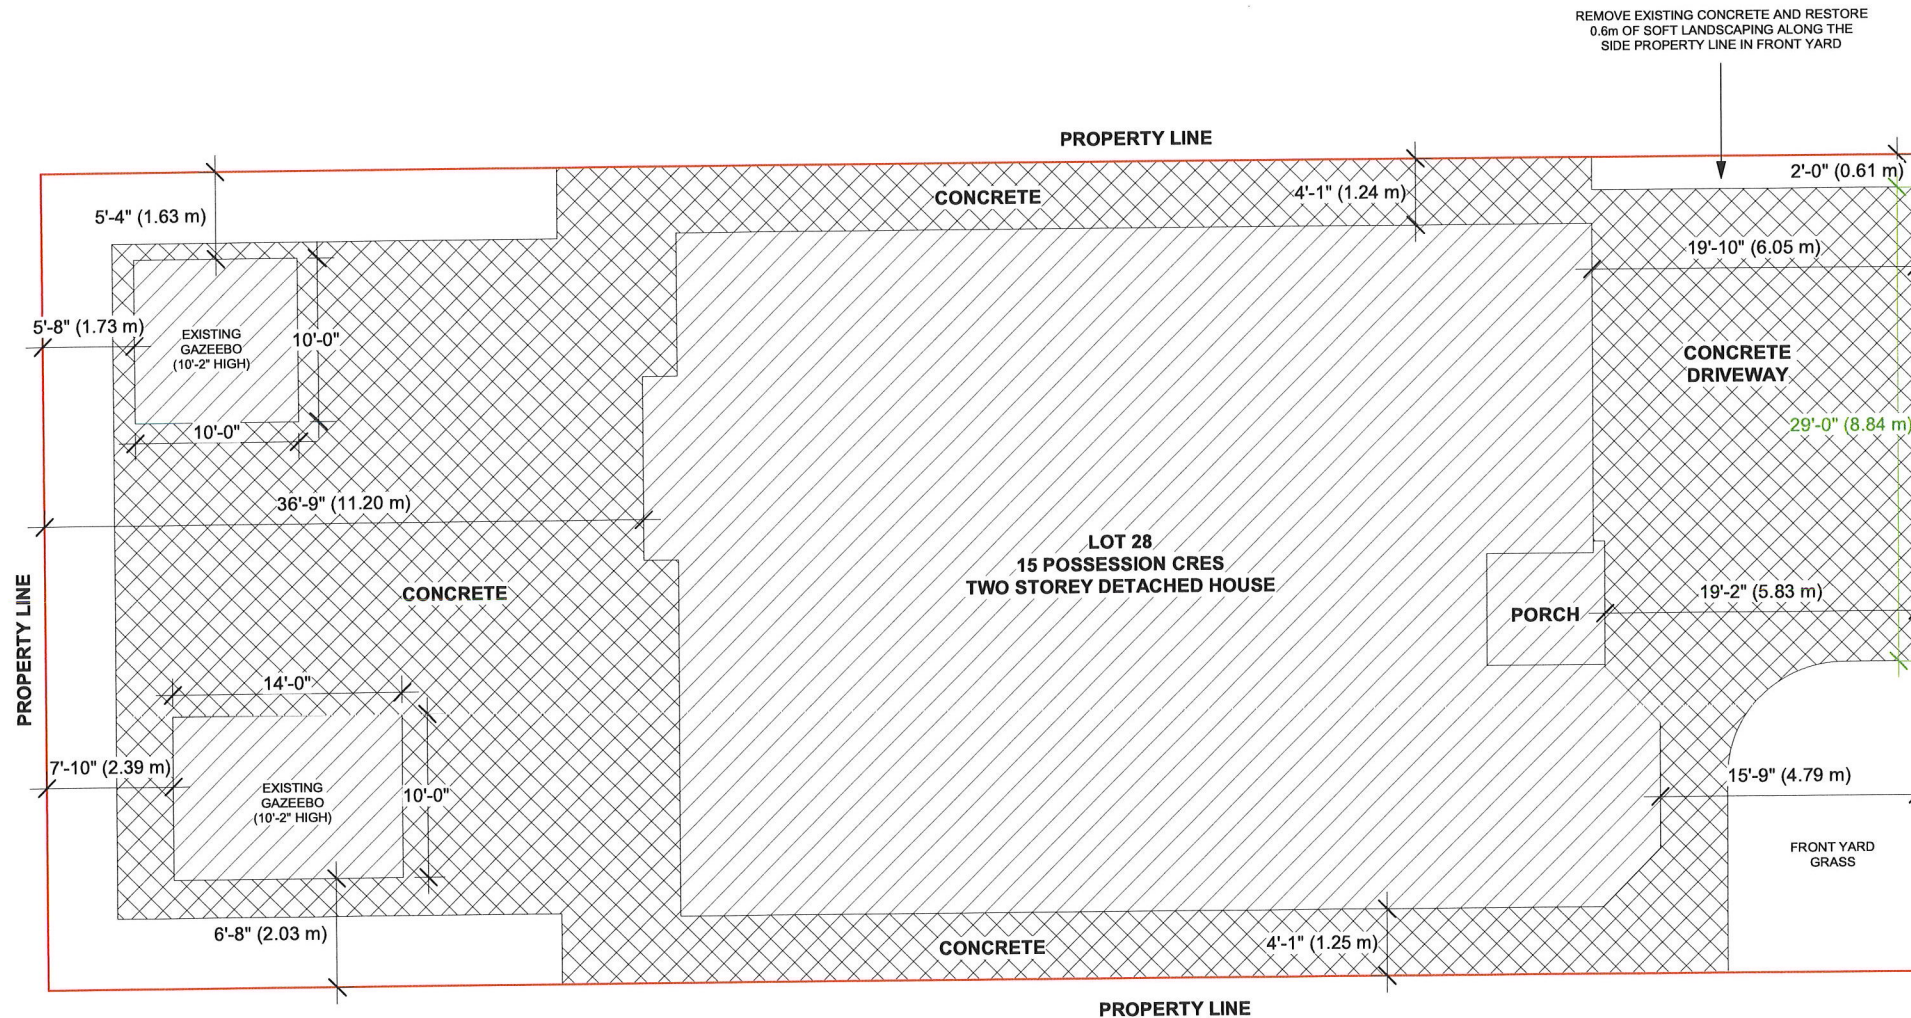 REMOVE EXISTING CONCRETE AND RESTORE
0.6m OF SOFT LANDSCAPING ALONG THE
SIDE PROPERTY LINE IN FRONT YARD
PROPERTY LINE
2'-0" (0.61 m)
CONCRETE
4'-1" (1.24 m)
5'-4" (1.63 m)
19'-10" (6.05 m)
5'-8" (1.73 m)
EXISTING
GAZEEBO
(10'-2" HIGH)
10'-0"
CONCRETE
DRIVEWAY
10'-0"
29'-0" (8.84 m)
36'-9" (11.20 m)
LOT 28
15 POSSESSION CRES
TWO STOREY DETACHED HOUSE
CONCRETE
19'-2" (5.83 m)
PORCH
PROPERTY LINE
14'-0"
7'-10" (2.39 m)
EXISTING
GAZEEBO
(10'-2" HIGH)
10'-0"
15'-9" (4.79 m)
FRONT YARD
GRASS
6'-8" (2.03 m)
CONCRETE
4'-1" (1.25 m)
PROPERTY LINE